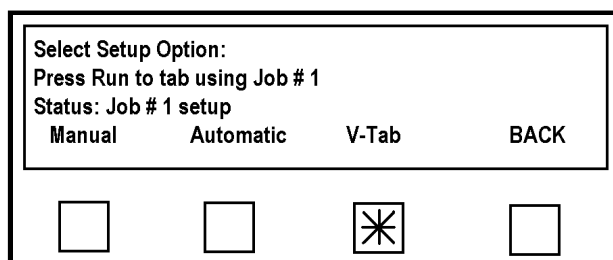 Select Setup Option:
Press Run to tab using Job # 1
Status: Job # 1 setup
Manual Automatic V-Tab BACK